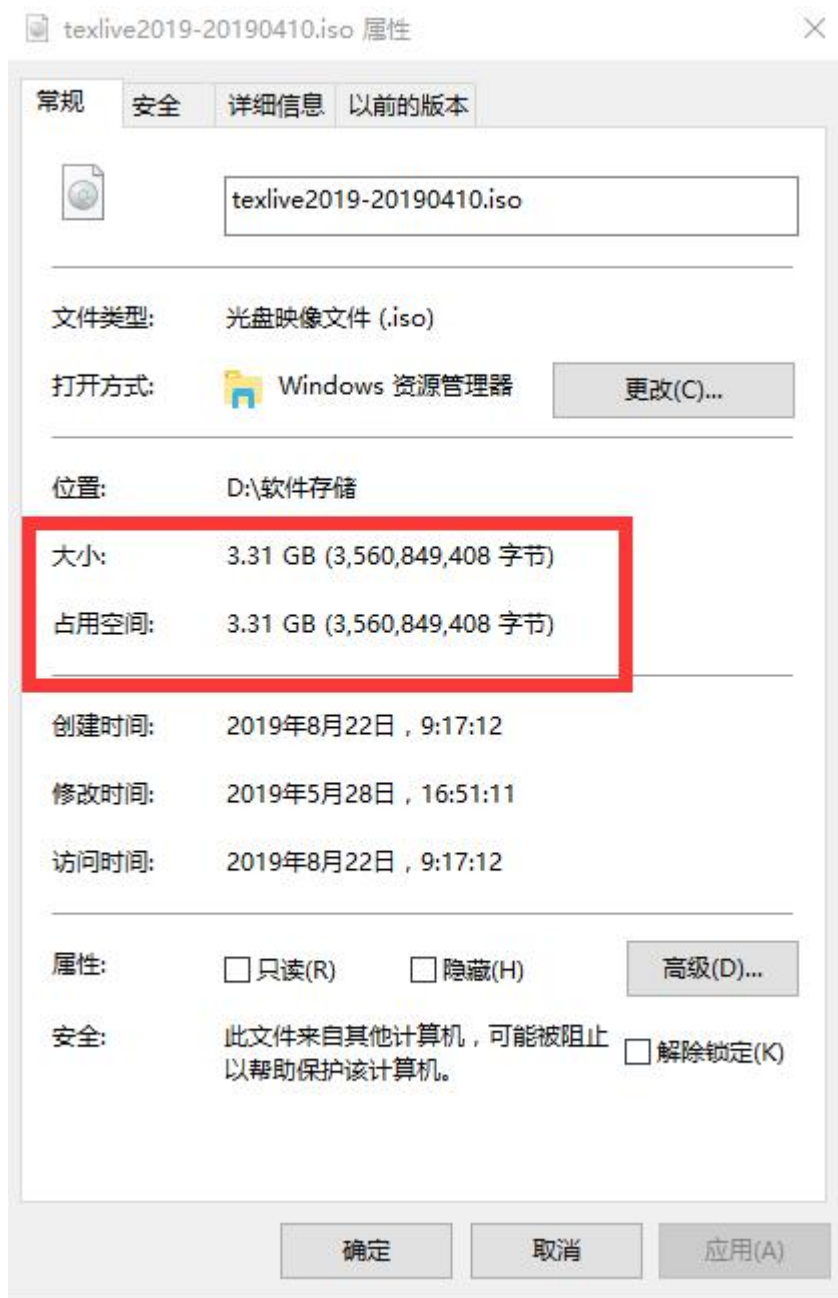 texlive2019-20190410.iso 属性
常规 安全 详细信息 以前的版本
texlive2019-20190410.iso
文件类型: 光盘映像文件 (.iso)
打开方式: Windows 资源管理器 更改(C)...
位置: D:\软件存储
大小: 3.31 GB (3,560,849,408 字节)
占用空间: 3.31 GB (3,560,849,408 字节)
创建时间: 2019年8月22日，9:17:12
修改时间: 2019年5月28日，16:51:11
访问时间: 2019年8月22日，9:17:12
属性: 只读(R) 隐藏(H) 高级(D)...
安全: 此文件来自其他计算机，可能被阻止
以帮助保护该计算机。 解除锁定(K)
确定 取消 应用(A)